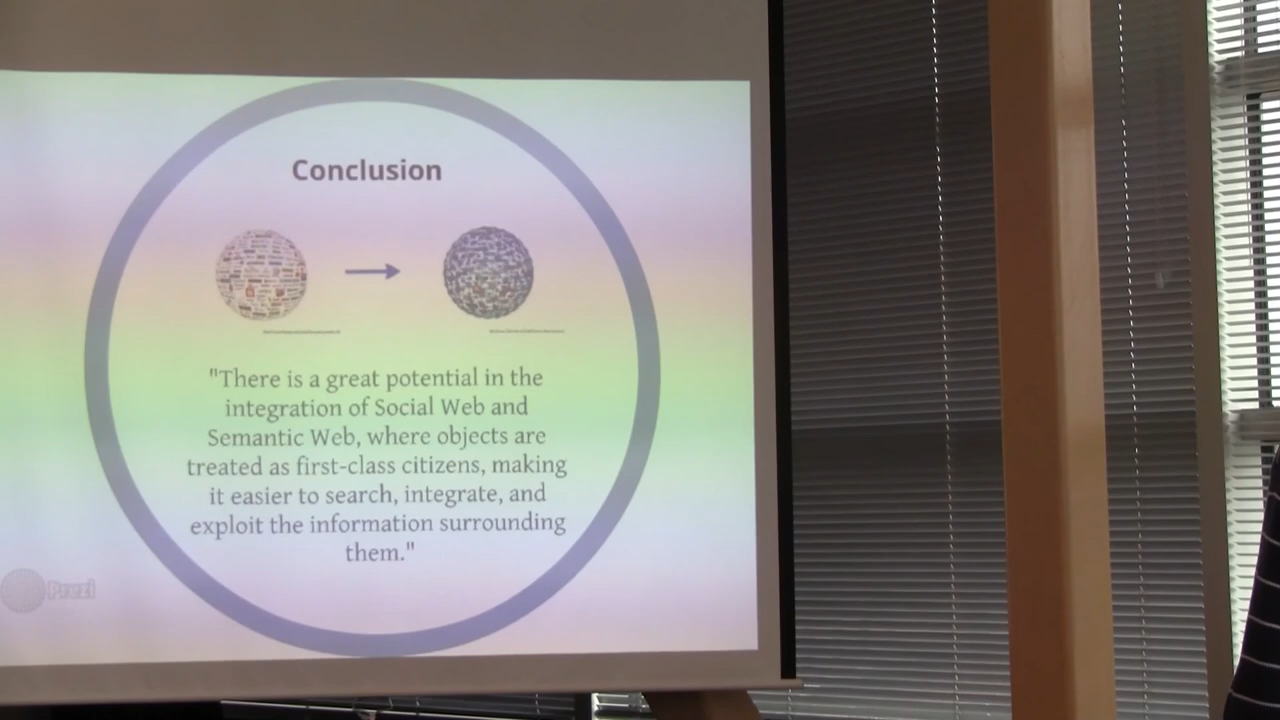 Conclusion
"There is a great potential in the
integration of Social Web and
Semantic Web, where objects are
treated as first-class citizens, making
it easier to search, integrate, and
exploit the information surrounding
them."
Prezi